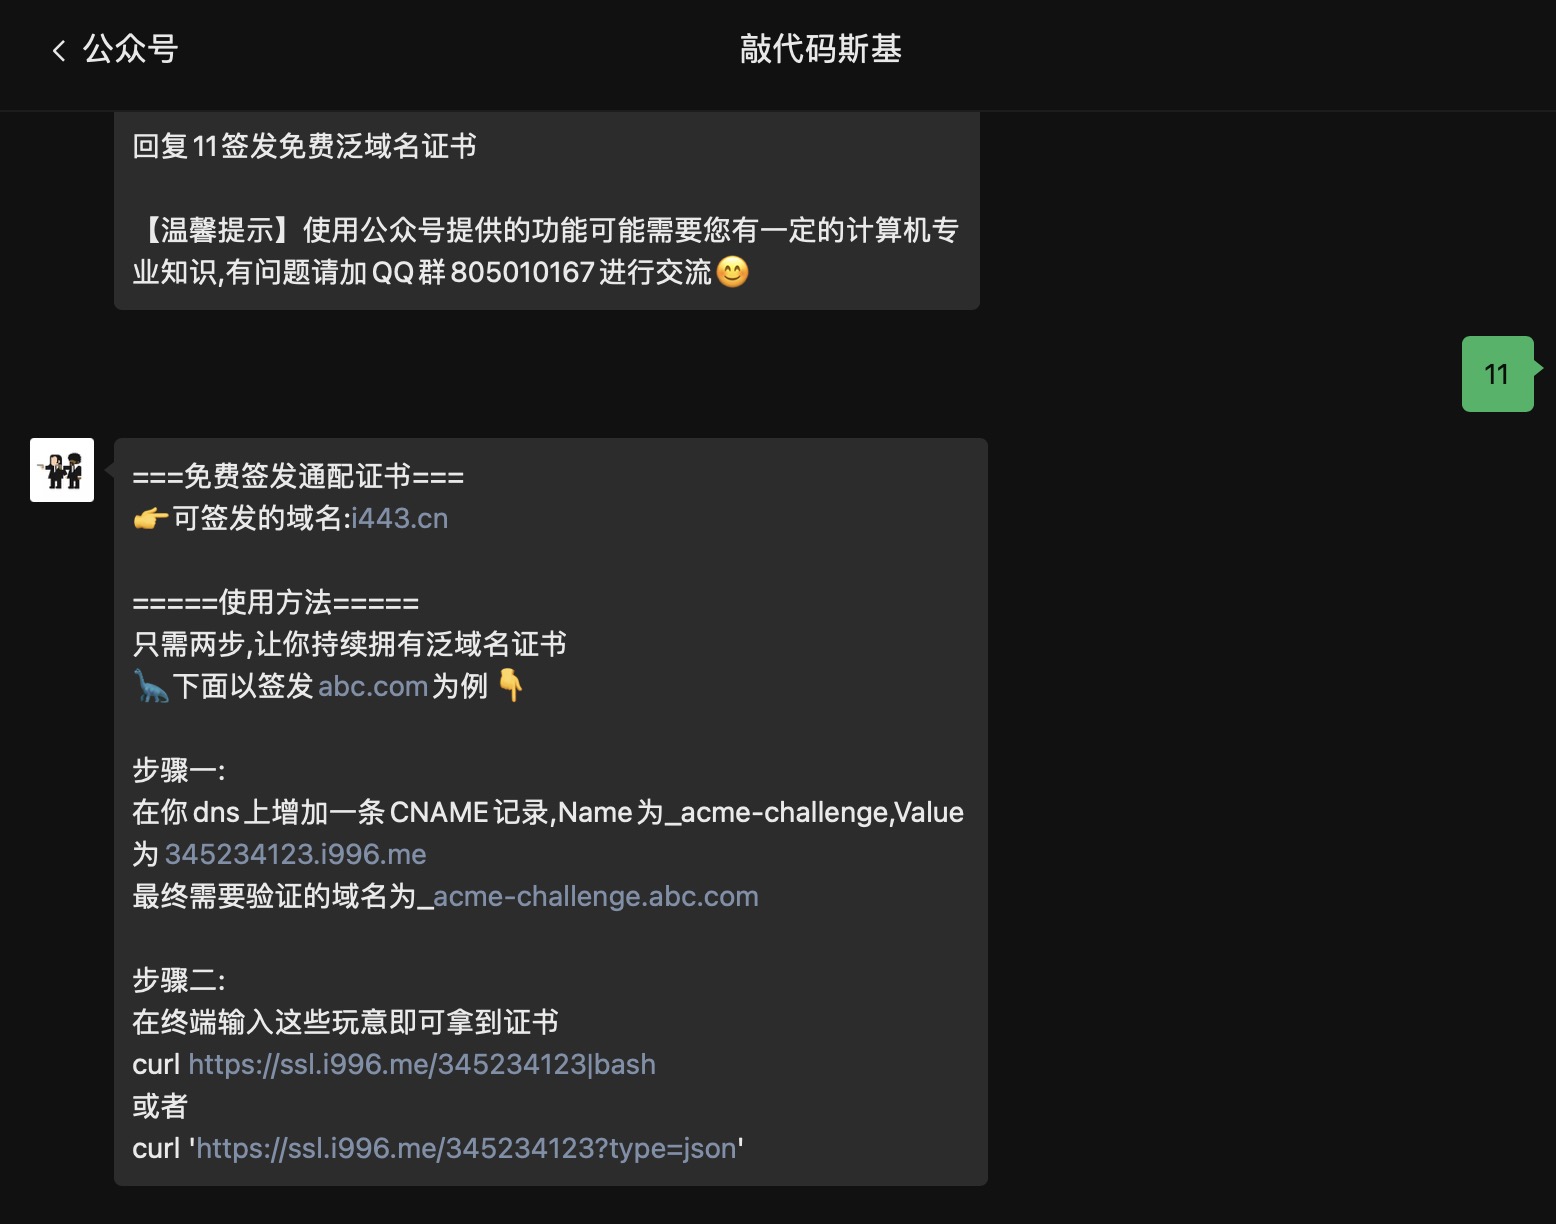 公众号
敲代码斯基
回复11签发免费泛域名证书
【温馨提示】使用公众号提供的功能可能需要您有一定的计算机专
业知识,有问题请加QQ群805010167进行交流😊
11
===免费签发通配证书===
👉可签发的域名:i443.cn
=====使用方法=====
只需两步,让你持续拥有泛域名证书
🦕下面以签发abc.com为例👇
步骤一:
在你dns上增加一条CNAME记录,Name为_acme-challenge,Value
为345234123.i996.me
最终需要验证的域名为_acme-challenge.abc.com
步骤二:
在终端输入这些玩意即可拿到证书
curl https://ssl.i996.me/345234123|bash
或者
curl 'https://ssl.i996.me/345234123?type=json'